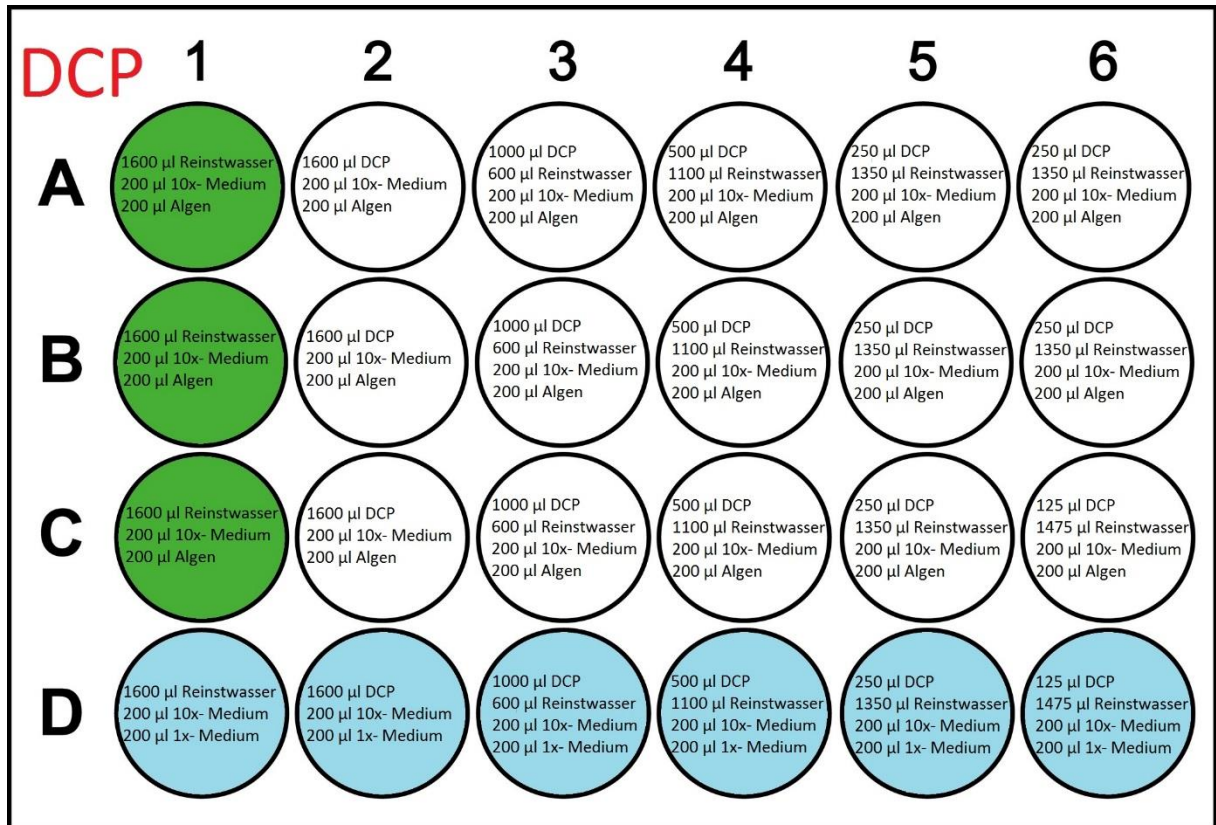 DCP 1 2 3 4 5 6
A
1600 µl Reinstwasser
200 µl 10x- Medium
200 µl Algen
1600 µl DCP
200 µl 10x- Medium
200 µl Algen
1000 µl DCP
600 µl Reinstwasser
200 µl 10x- Medium
200 µl Algen
500 µl DCP
1100 µl Reinstwasser
200 µl 10x- Medium
200 µl Algen
250 µl DCP
1350 µl Reinstwasser
200 µl 10x- Medium
200 µl Algen
250 µl DCP
1350 µl Reinstwasser
200 µl 10x- Medium
200 µl Algen
B
1600 µl Reinstwasser
200 µl 10x- Medium
200 µl Algen
1600 µl DCP
200 µl 10x- Medium
200 µl Algen
1000 µl DCP
600 µl Reinstwasser
200 µl 10x- Medium
200 µl Algen
500 µl DCP
1100 µl Reinstwasser
200 µl 10x- Medium
200 µl Algen
250 µl DCP
1350 µl Reinstwasser
200 µl 10x- Medium
200 µl Algen
250 µl DCP
1350 µl Reinstwasser
200 µl 10x- Medium
200 µl Algen
C
1600 µl Reinstwasser
200 µl 10x- Medium
200 µl Algen
1600 µl DCP
200 µl 10x- Medium
200 µl Algen
1000 µl DCP
600 µl Reinstwasser
200 µl 10x- Medium
200 µl Algen
500 µl DCP
1100 µl Reinstwasser
200 µl 10x- Medium
200 µl Algen
250 µl DCP
1350 µl Reinstwasser
200 µl 10x- Medium
200 µl Algen
125 µl DCP
1475 µl Reinstwasser
200 µl 10x- Medium
200 µl Algen
D
1600 µl Reinstwasser
200 µl 10x- Medium
200 µl 1x- Medium
1600 µl DCP
200 µl 10x- Medium
200 µl 1x- Medium
1000 µl DCP
600 µl Reinstwasser
200 µl 10x- Medium
200 µl 1x- Medium
500 µl DCP
1100 µl Reinstwasser
200 µl 10x- Medium
200 µl 1x- Medium
250 µl DCP
1350 µl Reinstwasser
200 µl 10x- Medium
200 µl 1x- Medium
125 µl DCP
1475 µl Reinstwasser
200 µl 10x- Medium
200 µl 1x- Medium